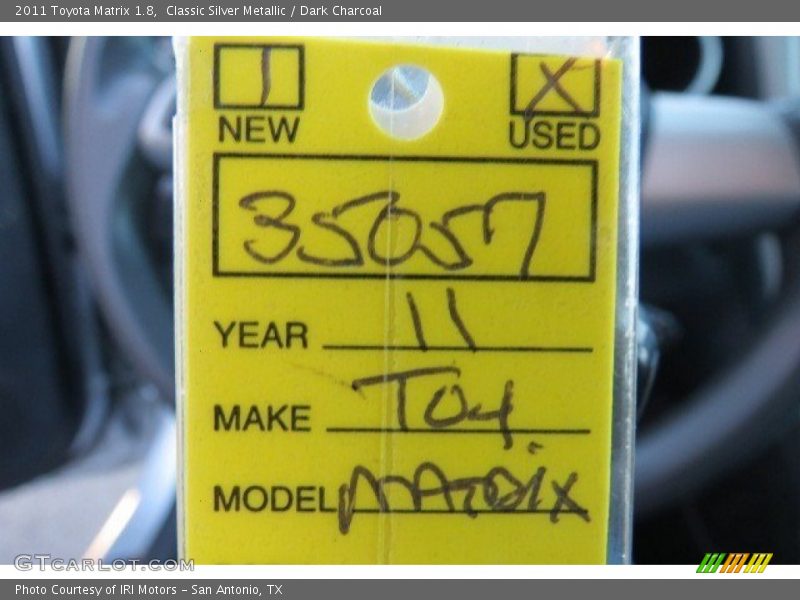 2011 Toyota Matrix 1.8,  Classic Silver Metallic / Dark Charcoal
1 X
NEW USED
35057
YEAR 11
MAKE TOY
MODEL MATRIX
GTcarlot.com
Photo Courtesy of IRI Motors - San Antonio, TX